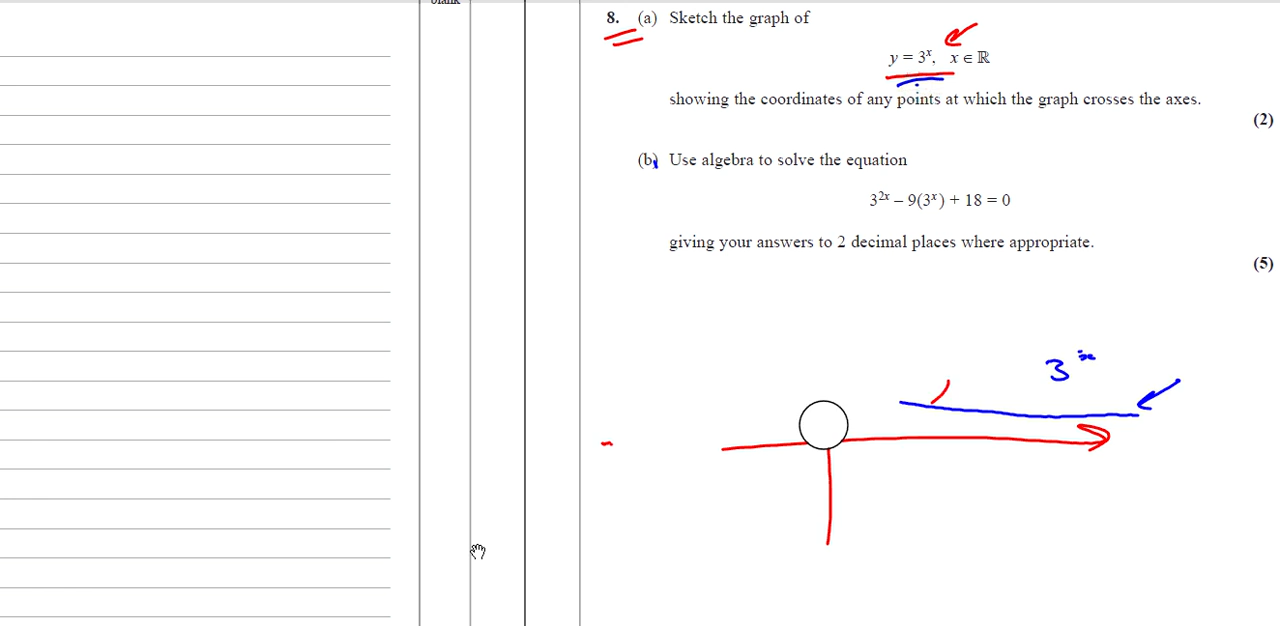 blank
8. (a) Sketch the graph of
y = 3ˣ, x ∈ ℝ
showing the coordinates of any points at which the graph crosses the axes.
(2)
(b) Use algebra to solve the equation
3²ˣ – 9(3ˣ) + 18 = 0
giving your answers to 2 decimal places where appropriate.
(5)
3ˣ